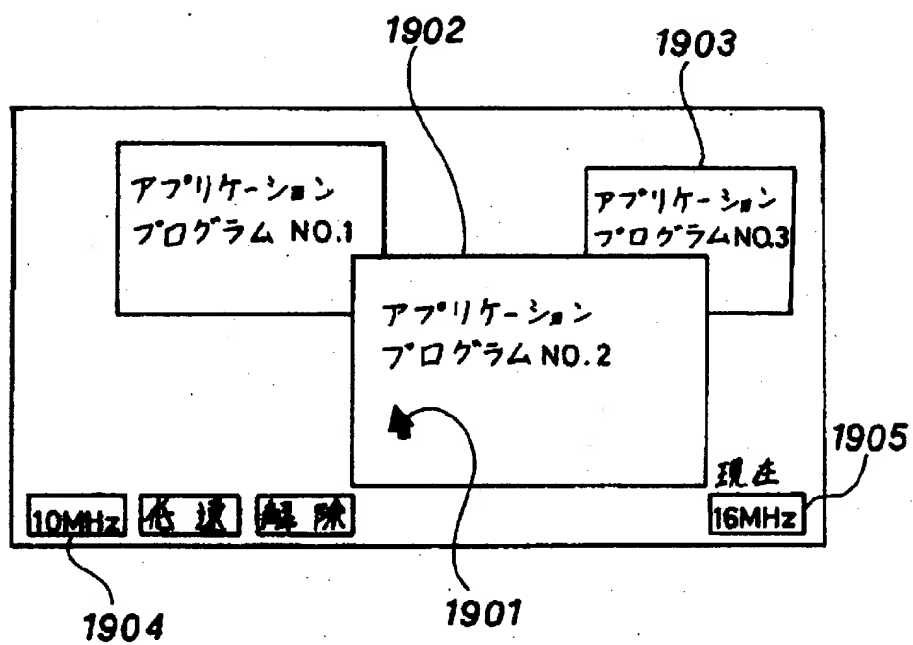 1902
1903
アプリケーション
プログラム NO.1
アプリケーション
プログラム NO.3
アプリケーション
プログラム NO.2
1905
現在
10MHz 低速 解除 16MHz
1904
1901